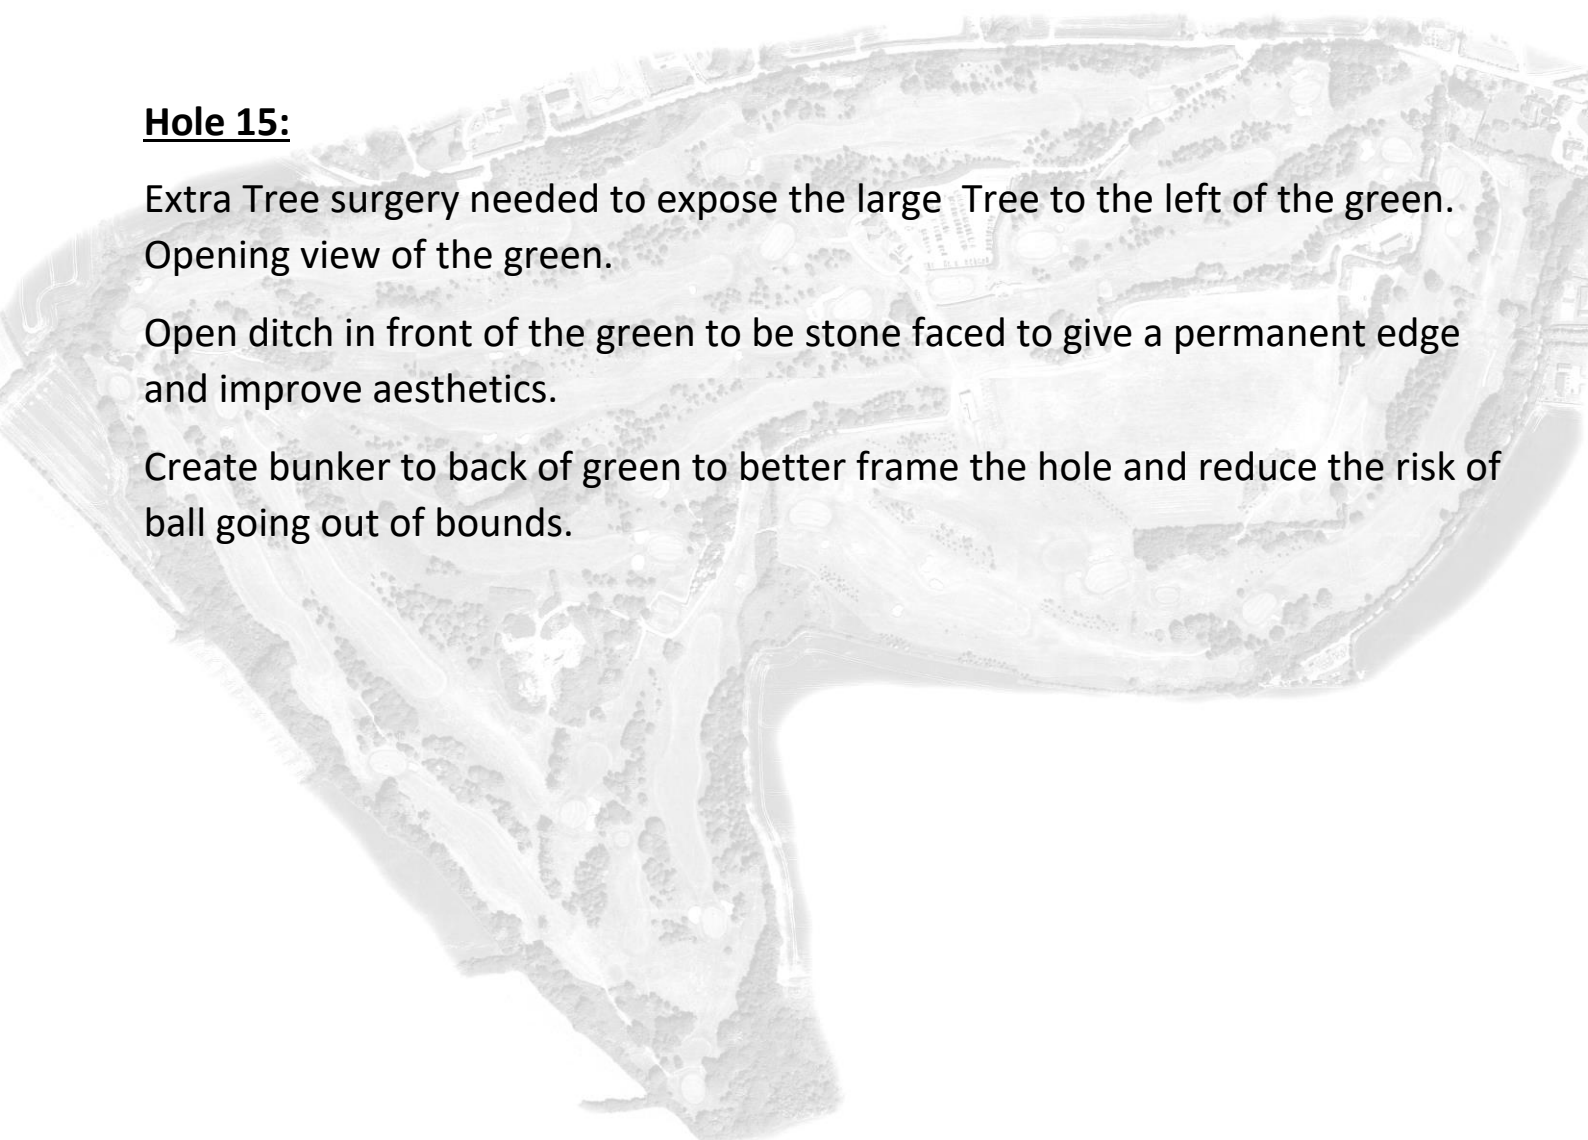 Hole 15:
Extra Tree surgery needed to expose the large  Tree to the left of the green.
Opening view of the green.
Open ditch in front of the green to be stone faced to give a permanent edge
and improve aesthetics.
Create bunker to back of green to better frame the hole and reduce the risk of
ball going out of bounds.